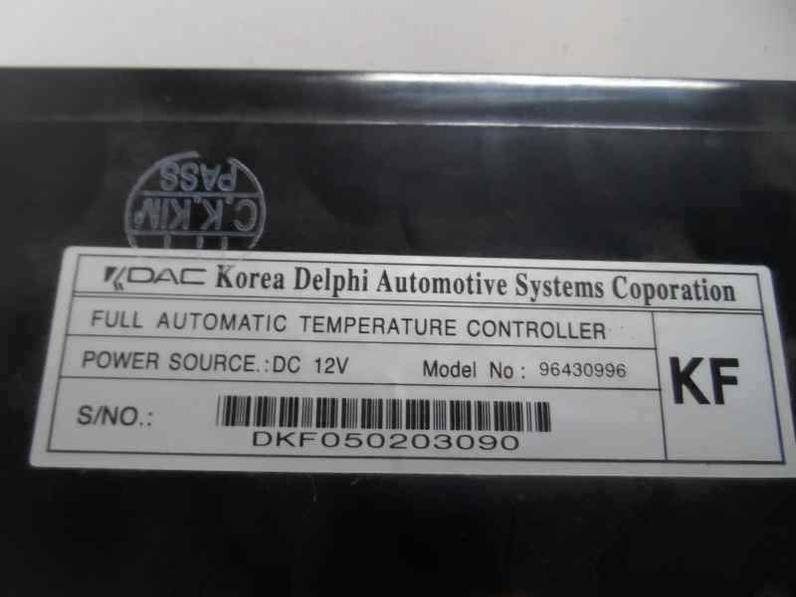 PASS
C.K.KIM
KDAC Korea Delphi Automotive Systems Coporation
FULL AUTOMATIC TEMPERATURE CONTROLLER
POWER SOURCE.:DC 12V Model No : 96430996
KF
S/NO.:
DKF050203090